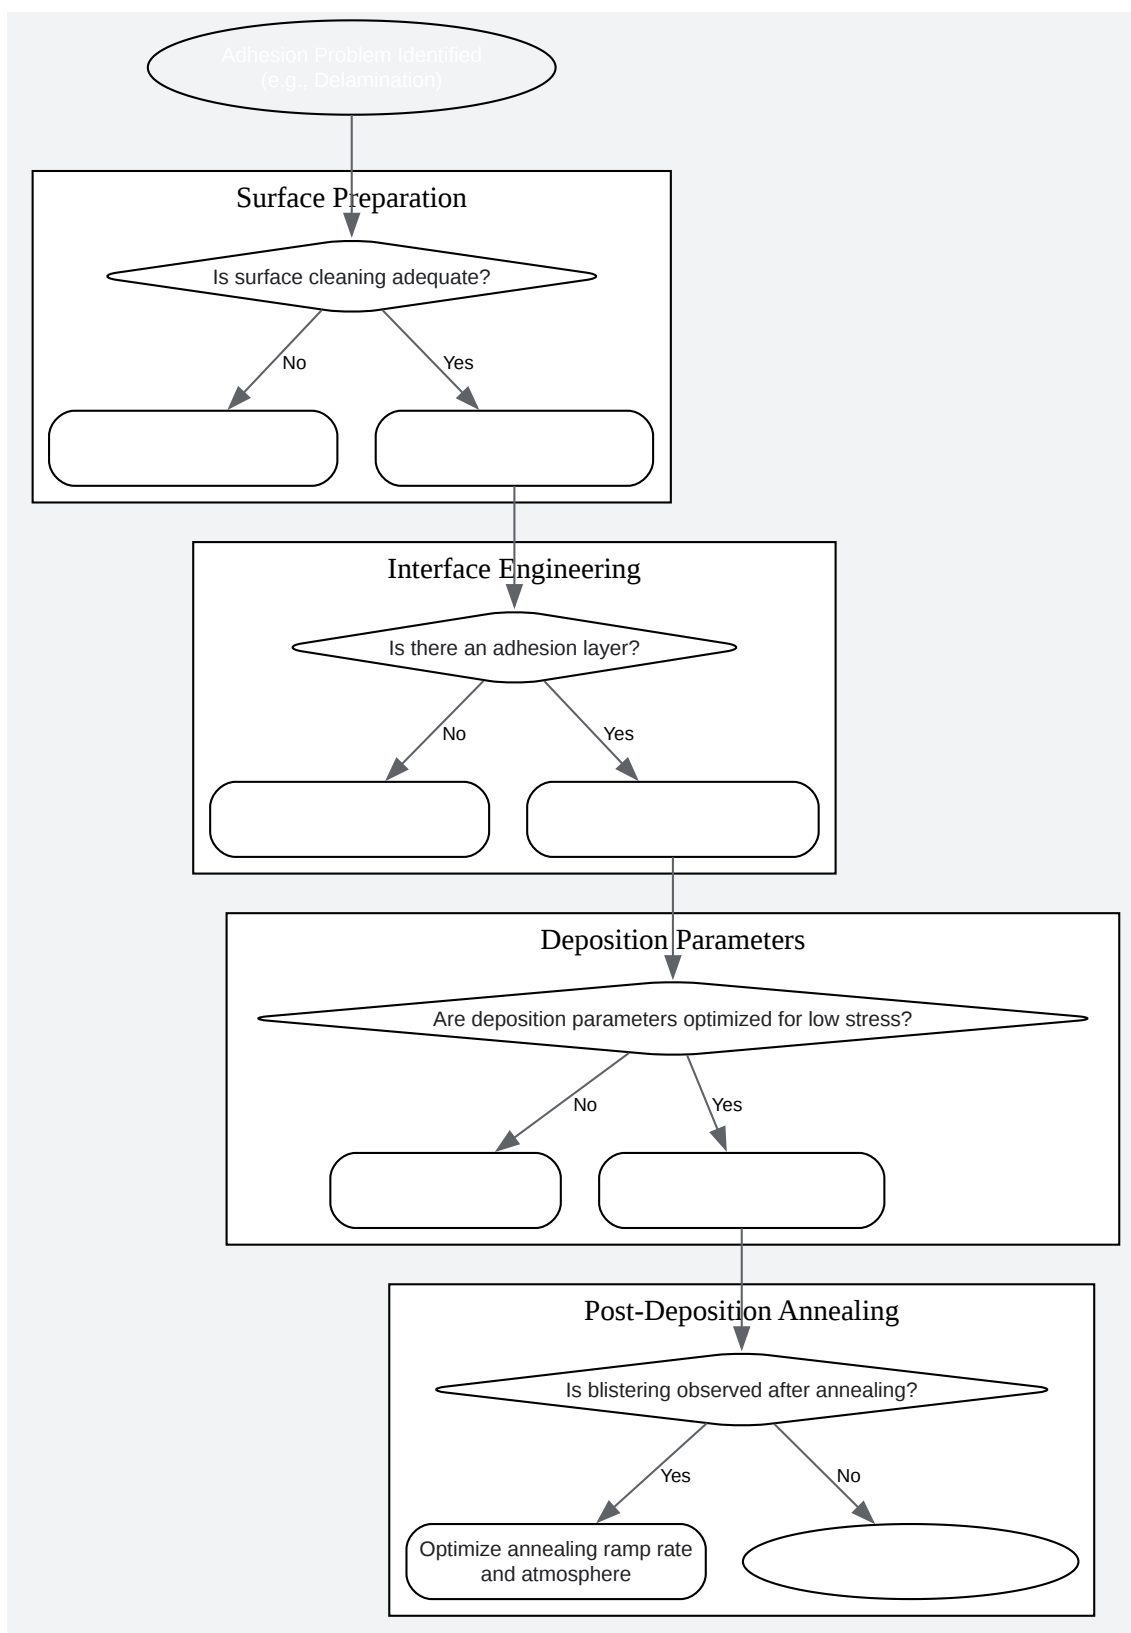 Adhesion Problem Identified
(e.g., Delamination)
Surface Preparation
Is surface cleaning adequate?
No
Yes
Interface Engineering
Is there an adhesion layer?
No
Yes
Deposition Parameters
Are deposition parameters optimized for low stress?
No
Yes
Post-Deposition Annealing
Is blistering observed after annealing?
Yes
No
Optimize annealing ramp rate
and atmosphere